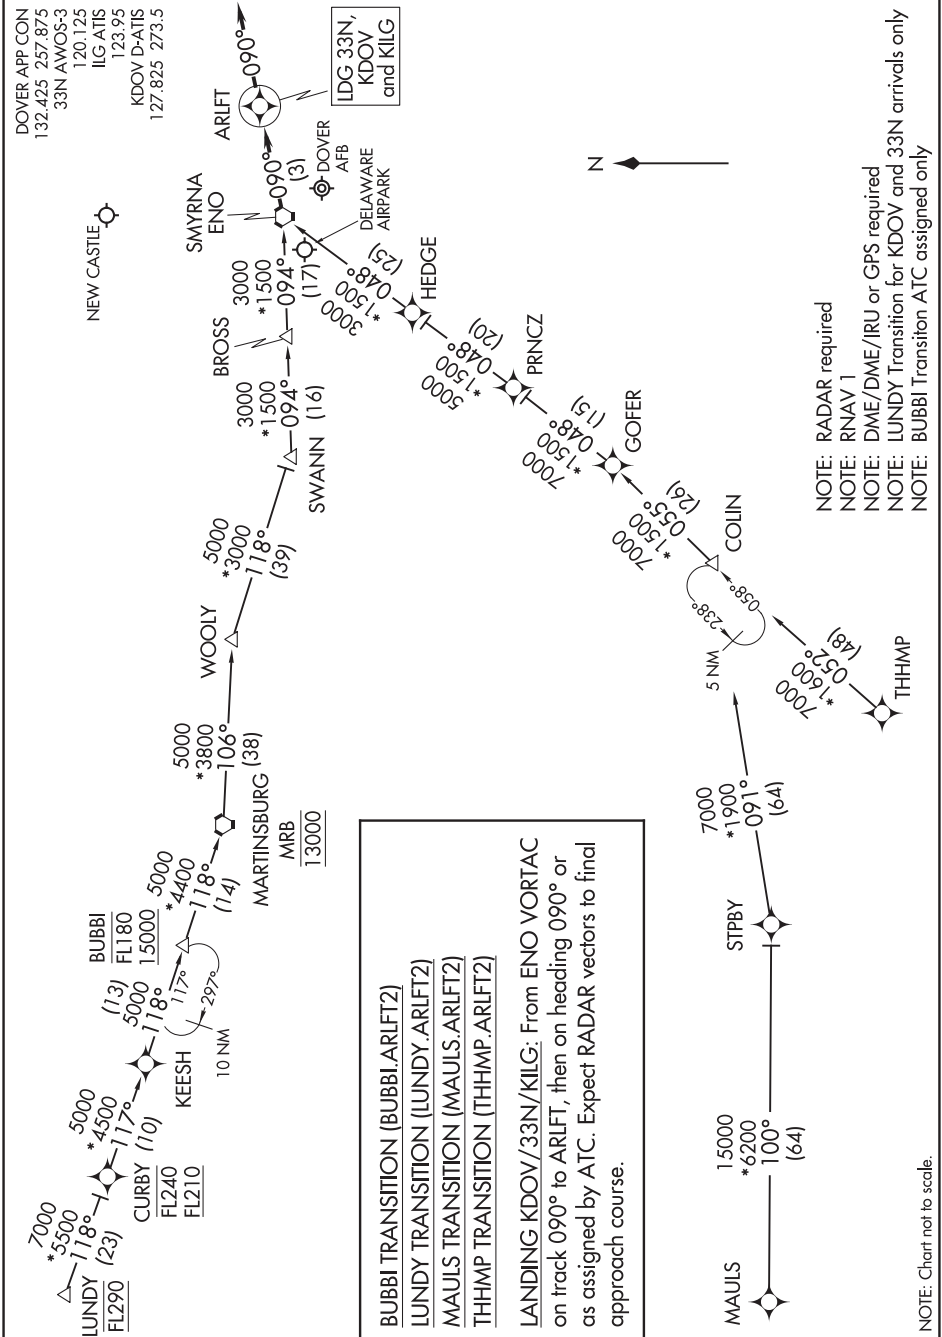 DOVER APP CON
132.425 257.875
33N AWOS-3
120.125
ILG ATIS
123.95
KDOV D-ATIS
127.825 273.5
NEW CASTLE
LDG 33N,
KDOV
and KILG
090°
ARLFT
090°
(3)
DOVER
AFB
DELAWARE
AIRPARK
SMYRNA
ENO
3000
*1500
094°
(17)
BROSS
3000
*1500
094°
(16)
SWANN
5000
*3000
118°
(39)
WOOLY
5000
*3800
106°
(38)
MARTINSBURG
MRB
13000
5000
*4400
118°
(14)
BUBBI
FL180
15000
117°
297°
10 NM
(13)
5000
118°
KEESH
5000
*4500
117°
(10)
CURBY
FL240
FL210
7000
*5500
118°
(23)
LUNDY
FL290
3000
*1500
048°
(25)
HEDGE
5000
*1500
048°
(20)
PRNCZ
7000
*1500
048°
(15)
GOFER
7000
*1500
055°
(26)
COLIN
238°
058°
5 NM
7000
*1600
052°
(48)
THHMP
7000
*1900
091°
(64)
STPBY
15000
*6200
100°
(64)
MAULS
N
BUBBI TRANSITION (BUBBI.ARLFT2)
LUNDY TRANSITION (LUNDY.ARLFT2)
MAULS TRANSITION (MAULS.ARLFT2)
THHMP TRANSITION (THHMP.ARLFT2)
LANDING KDOV/33N/KILG: From ENO VORTAC
on track 090° to ARLFT, then on heading 090° or
as assigned by ATC. Expect RADAR vectors to final
approach course.
NOTE: RADAR required
NOTE: RNAV 1
NOTE: DME/DME/IRU or GPS required
NOTE: LUNDY Transition for KDOV and 33N arrivals only
NOTE: BUBBI Transiton ATC assigned only
NOTE: Chart not to scale.